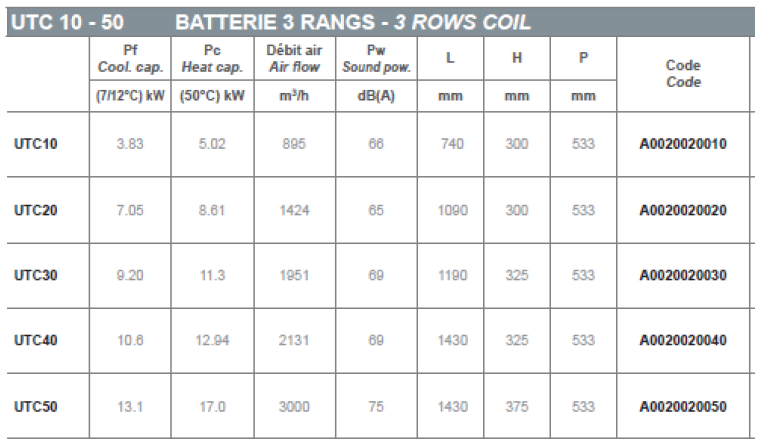 UTC 10 - 50 BATTERIE 3 RANGS - 3 ROWS COIL
Pf Pc Débit air Pw L H P Code
Cool. cap. Heat cap. Air flow Sound pow. Code
(7/12°C) kW (50°C) kW m³/h dB(A) mm mm mm
UTC10 3.83 5.02 895 66 740 300 533 A0020020010
UTC20 7.05 8.61 1424 65 1090 300 533 A0020020020
UTC30 9.20 11.3 1951 69 1190 325 533 A0020020030
UTC40 10.6 12.94 2131 69 1430 325 533 A0020020040
UTC50 13.1 17.0 3000 75 1430 375 533 A0020020050